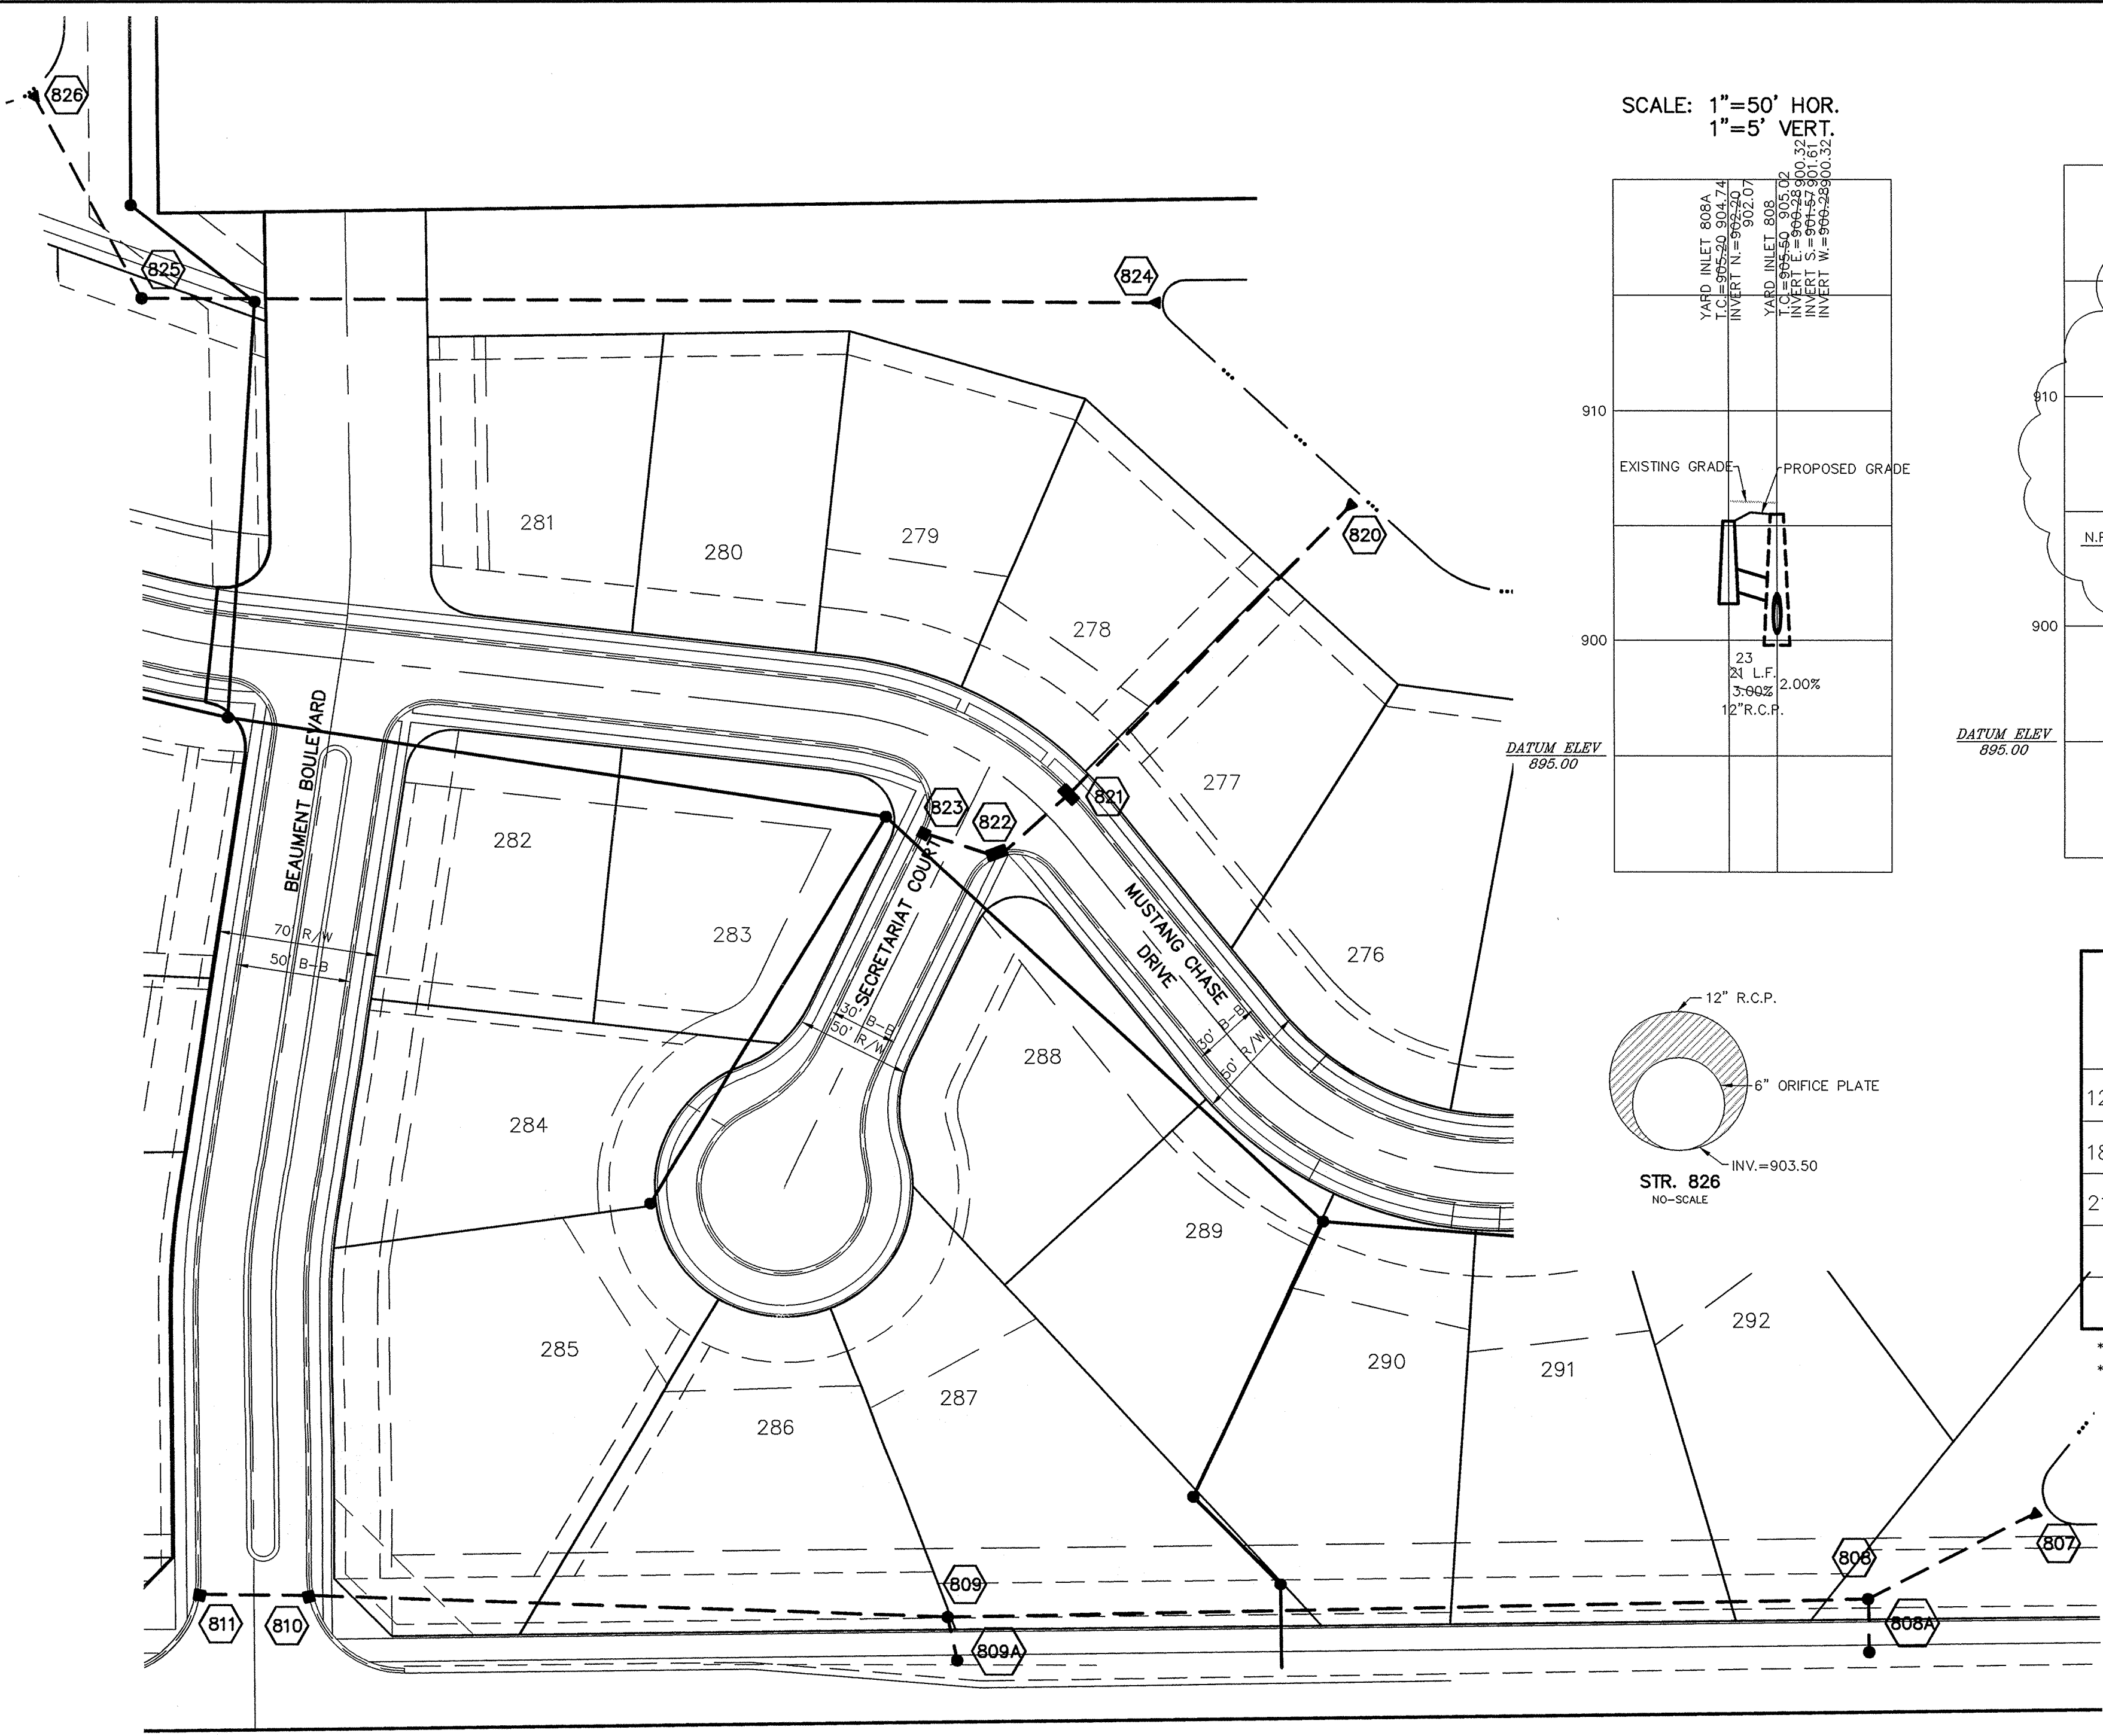 826
825
824
820
281
280
279
278
277
276
821
823
822
282
283
284
285
286
287
288
289
290
291
292
BEAUMENT BOULEVARD
70' R/W
50' B-B
SECRETARIAT COURT
30' B-B
50' R/W
MUSTANG CHASE
DRIVE
30' B-B
50' R/W
811
810
809
809A
808
808A
807
SCALE: 1"=50' HOR.
1"=5' VERT.
YARD INLET 808A
T.C.=905.20 904.74
INVERT N.=902.20
902.07
YARD INLET 808
T.C.=905.50 905.02
INVERT E.=900.28 900.32
INVERT S.=901.57 901.61
INVERT W.=900.28 900.32
910
EXISTING GRADE
PROPOSED GRADE
900
23
21 L.F.
3.00% 2.00%
12"R.C.P.
DATUM ELEV
895.00
910
N.P
900
DATUM ELEV
895.00
12" R.C.P.
6" ORIFICE PLATE
INV.=903.50
STR. 826
NO-SCALE
12
18
21
*
*